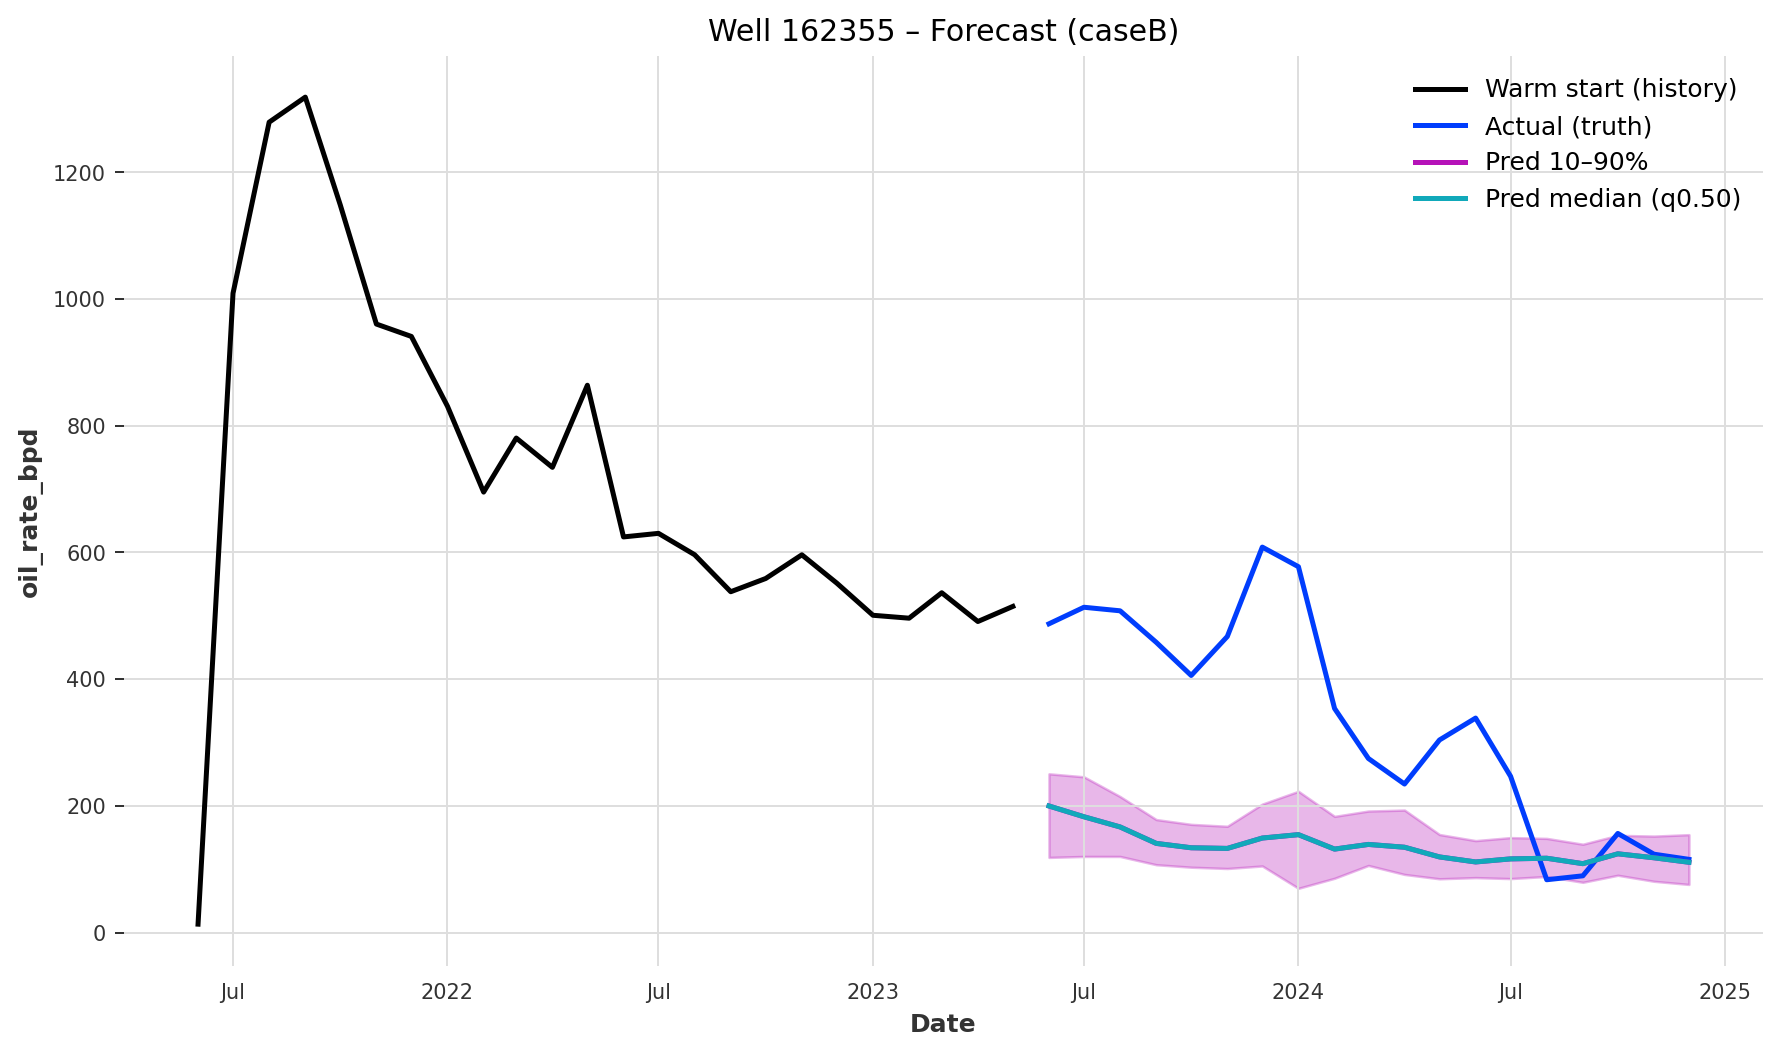 Well 162355 – Forecast (caseB)
Warm start (history)
Actual (truth)
Pred 10–90%
Pred median (q0.50)
oil_rate_bpd
1200
1000
800
600
400
200
0
Jul
2022
Jul
2023
Jul
2024
Jul
2025
Date